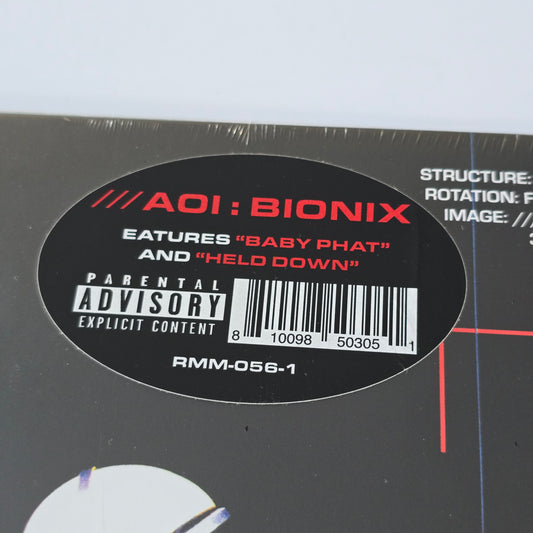 ///AOI : BIONIX
EATURES "BABY PHAT"
AND "HELD DOWN"
PARENTAL
ADVISORY
EXPLICIT CONTENT
8 10098 50305 1
RMM-056-1
STRUCTURE:
ROTATION: F
IMAGE: //